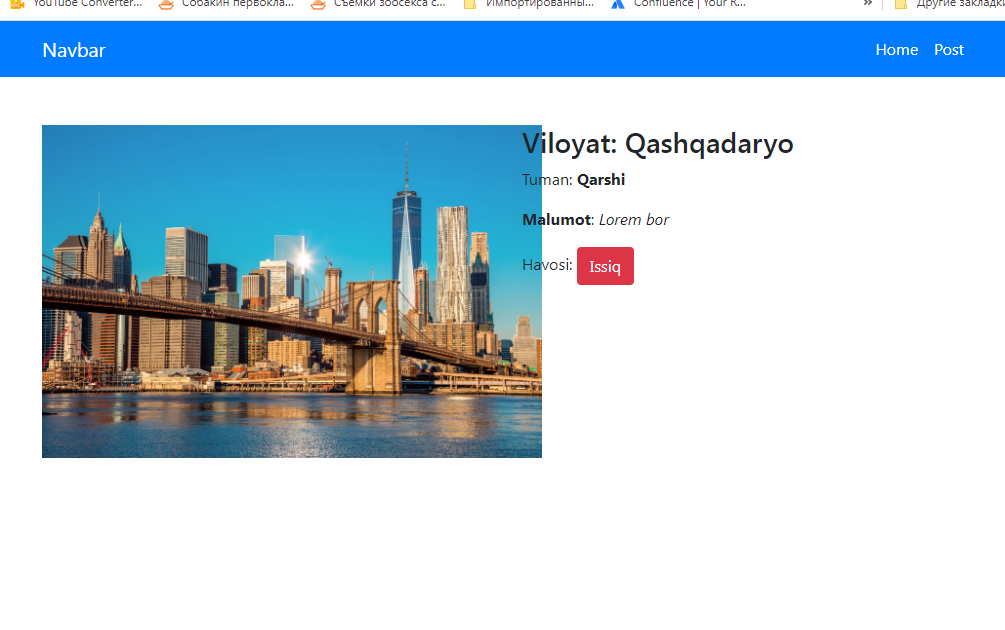 YouTube Converter... Собакин первокла... Съемки зоосекса с... Импортированны... Confluence | Your R... » Другие закладки
Navbar Home Post
Viloyat: Qashqadaryo
Tuman: Qarshi
Malumot: Lorem bor
Havosi: Issiq